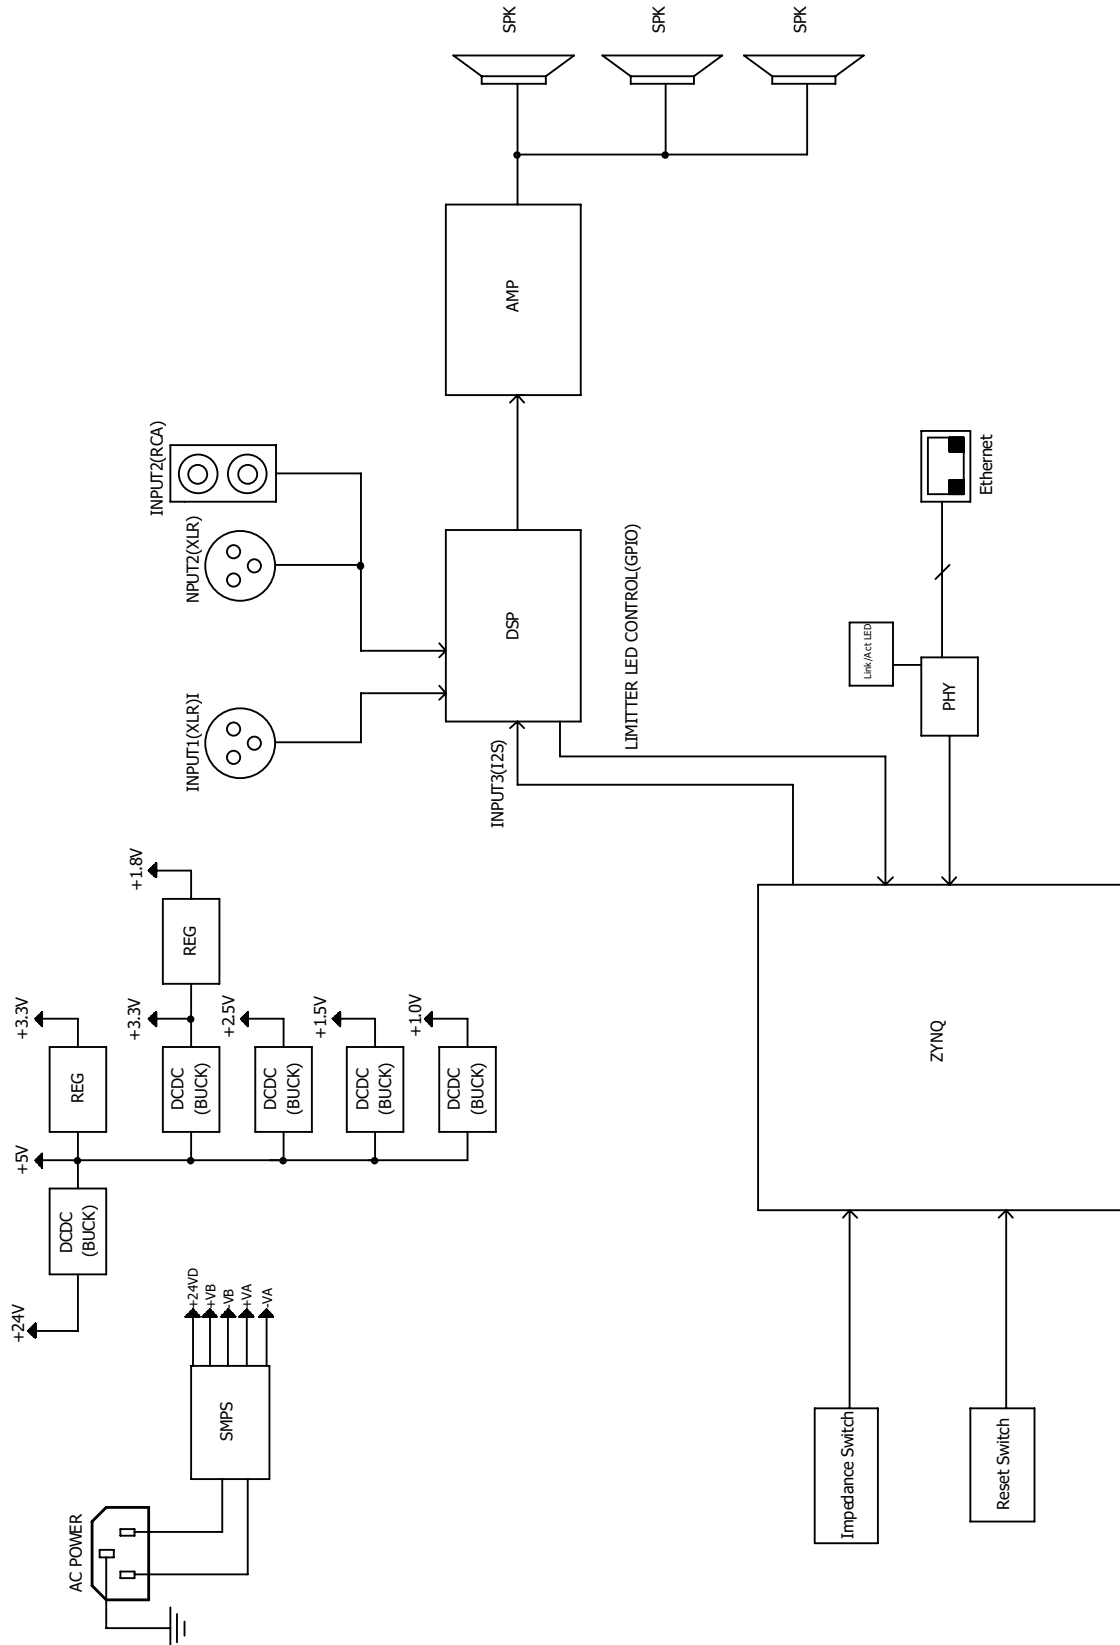 AC POWER
SMPS
+24VD
+VB
-VB
+VA
-VA
+24V
DCDC
(BUCK)
+5V
REG
+3.3V
DCDC
(BUCK)
+3.3V
REG
+1.8V
DCDC
(BUCK)
+2.5V
DCDC
(BUCK)
+1.5V
DCDC
(BUCK)
+1.0V
INPUT1(XLR)I
NPUT2(XLR)
INPUT2(RCA)
INPUT3(I2S)
DSP
LIMITTER LED CONTROL(GPIO)
AMP
SPK
SPK
SPK
Impedance Switch
Reset Switch
ZYNQ
PHY
Link/Act LED
Ethernet